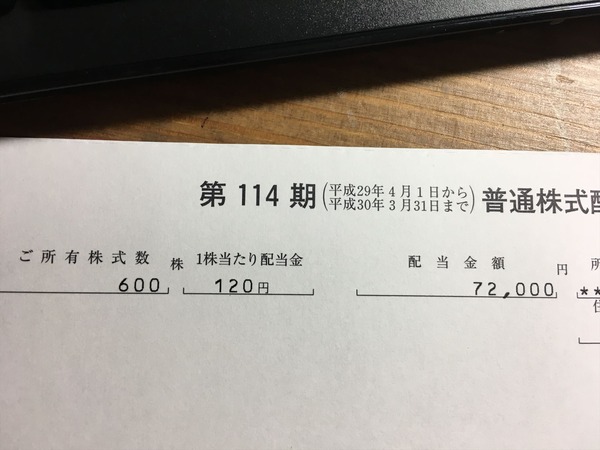 第 114 期 (平成29年 4 月 1 日から 平成30年 3 月31日まで) 普通株式配
ご所有株式数 株 1株当たり配当金 配当金額 円 所
600 120円 72,000 **